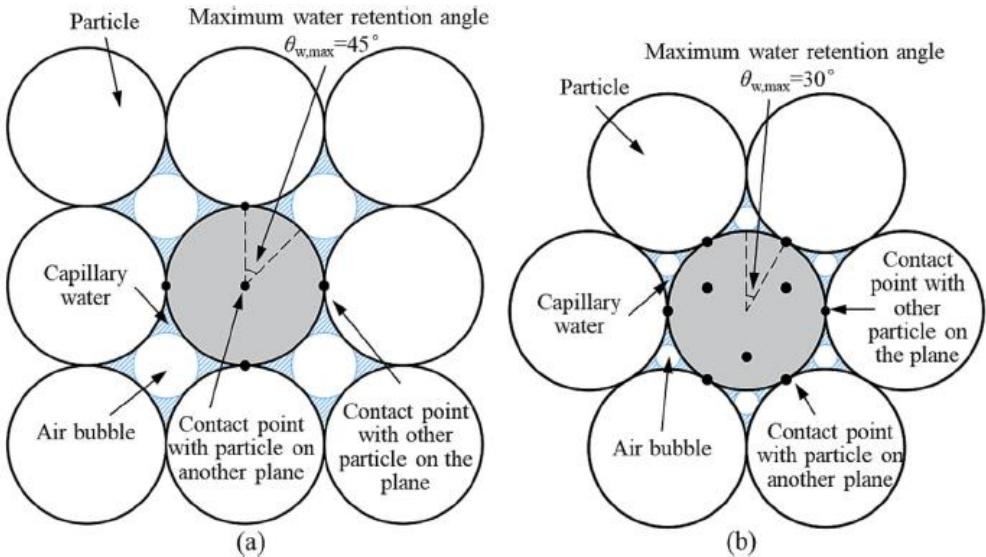 Particle
Maximum water retention angle
θw,max=45°
Capillary
water
Air bubble
Contact point
with particle on
another plane
Contact point
with other
particle on the
plane
(a)
Maximum water retention angle
θw,max=30°
Particle
Capillary
water
Contact
point with
other
particle on
the plane
Air bubble
Contact point
with particle on
another plane
(b)